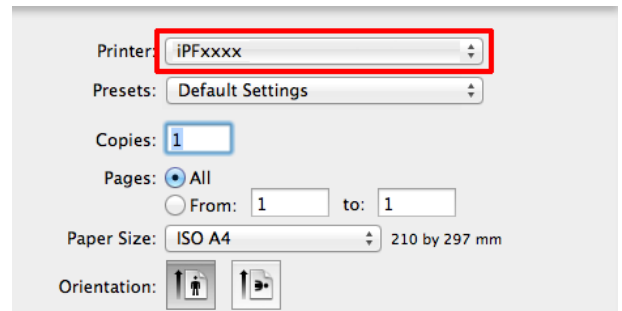 Printer: iPFxxxx
Presets: Default Settings
Copies: 1
Pages: All
From: 1 to: 1
Paper Size: ISO A4 210 by 297 mm
Orientation: